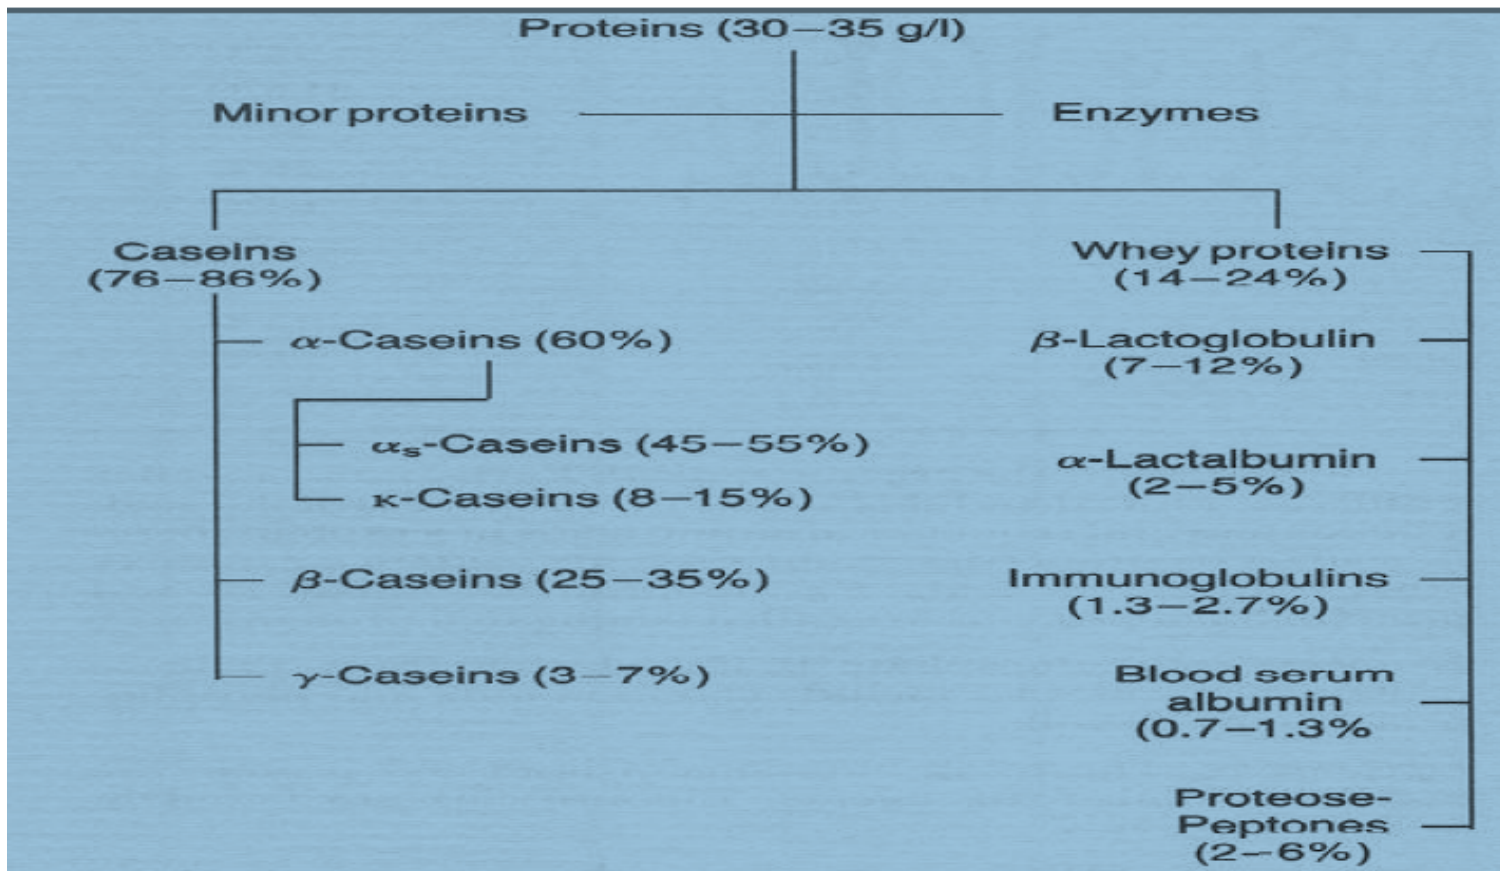 Proteins (30–35 g/l)
Minor proteins
Enzymes
Caseins
(76–86%)
α-Caseins (60%)
αs-Caseins (45–55%)
κ-Caseins (8–15%)
β-Caseins (25–35%)
γ-Caseins (3–7%)
Whey proteins
(14–24%)
β-Lactoglobulin
(7–12%)
α-Lactalbumin
(2–5%)
Immunoglobulins
(1.3–2.7%)
Blood serum
albumin
(0.7–1.3%
Proteose-
Peptones
(2–6%)